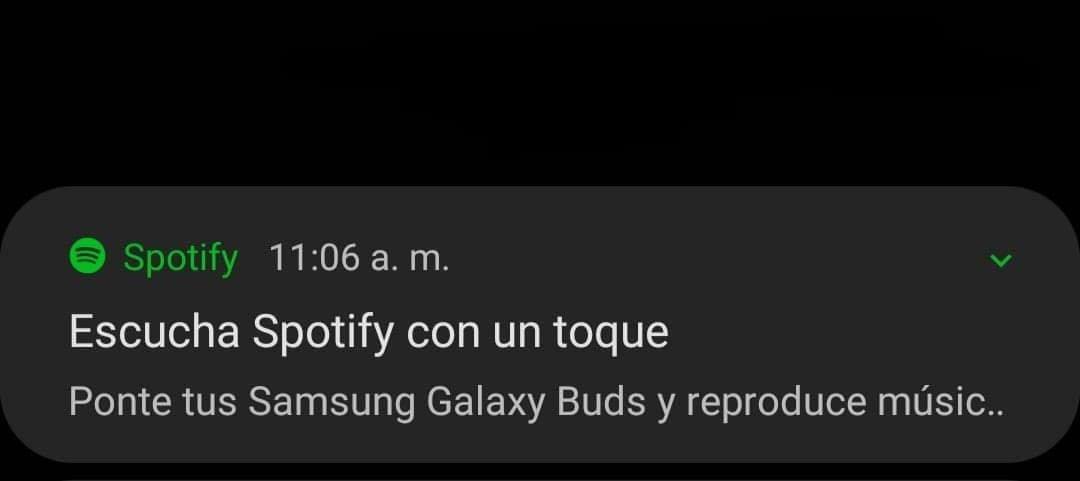 Spotify 11:06 a. m.
Escucha Spotify con un toque
Ponte tus Samsung Galaxy Buds y reproduce músic..